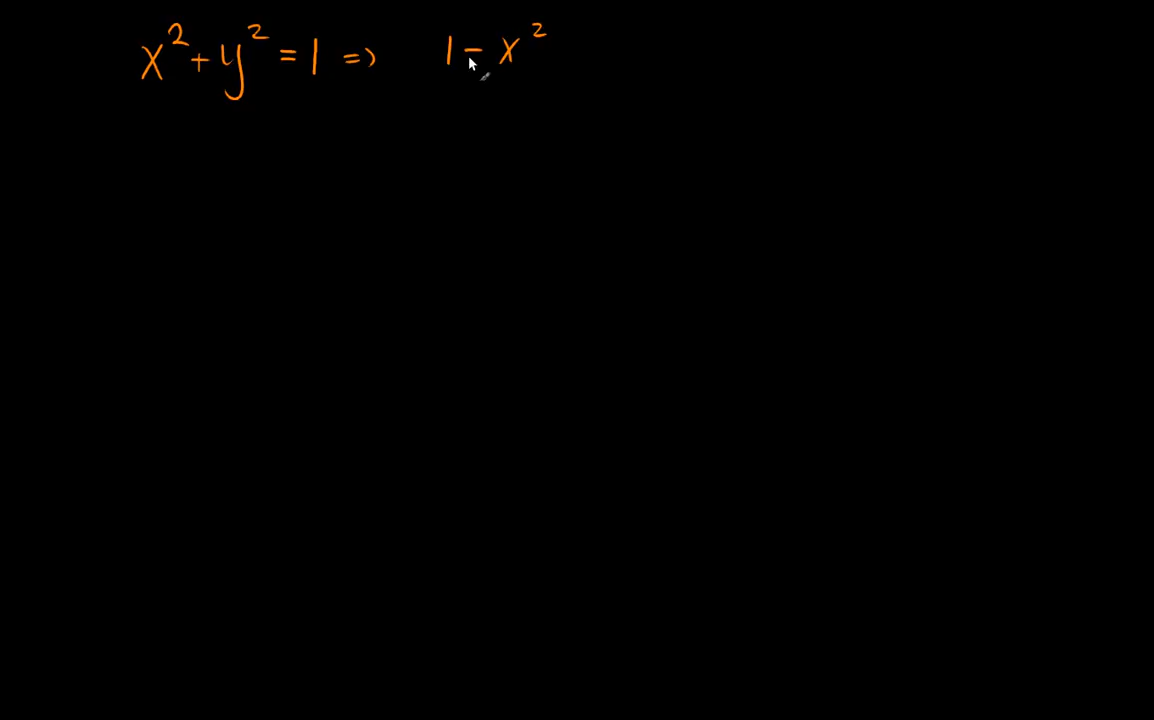 x² + y² = 1 => 1 - x²